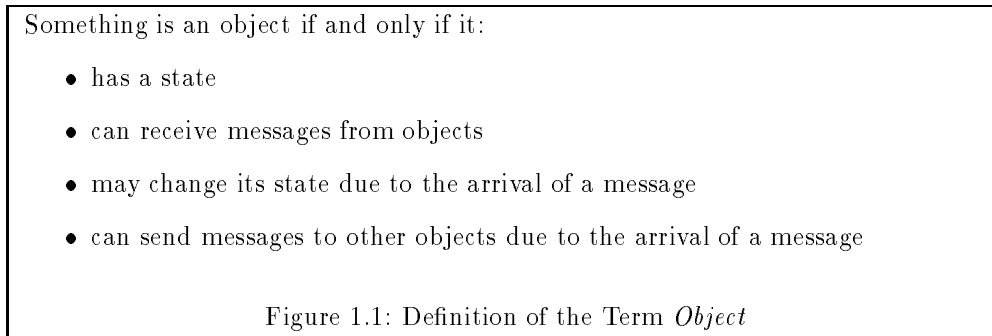 Something is an object if and only if it:
• has a state
• can receive messages from objects
• may change its state due to the arrival of a message
• can send messages to other objects due to the arrival of a message
Figure 1.1: Definition of the Term Object